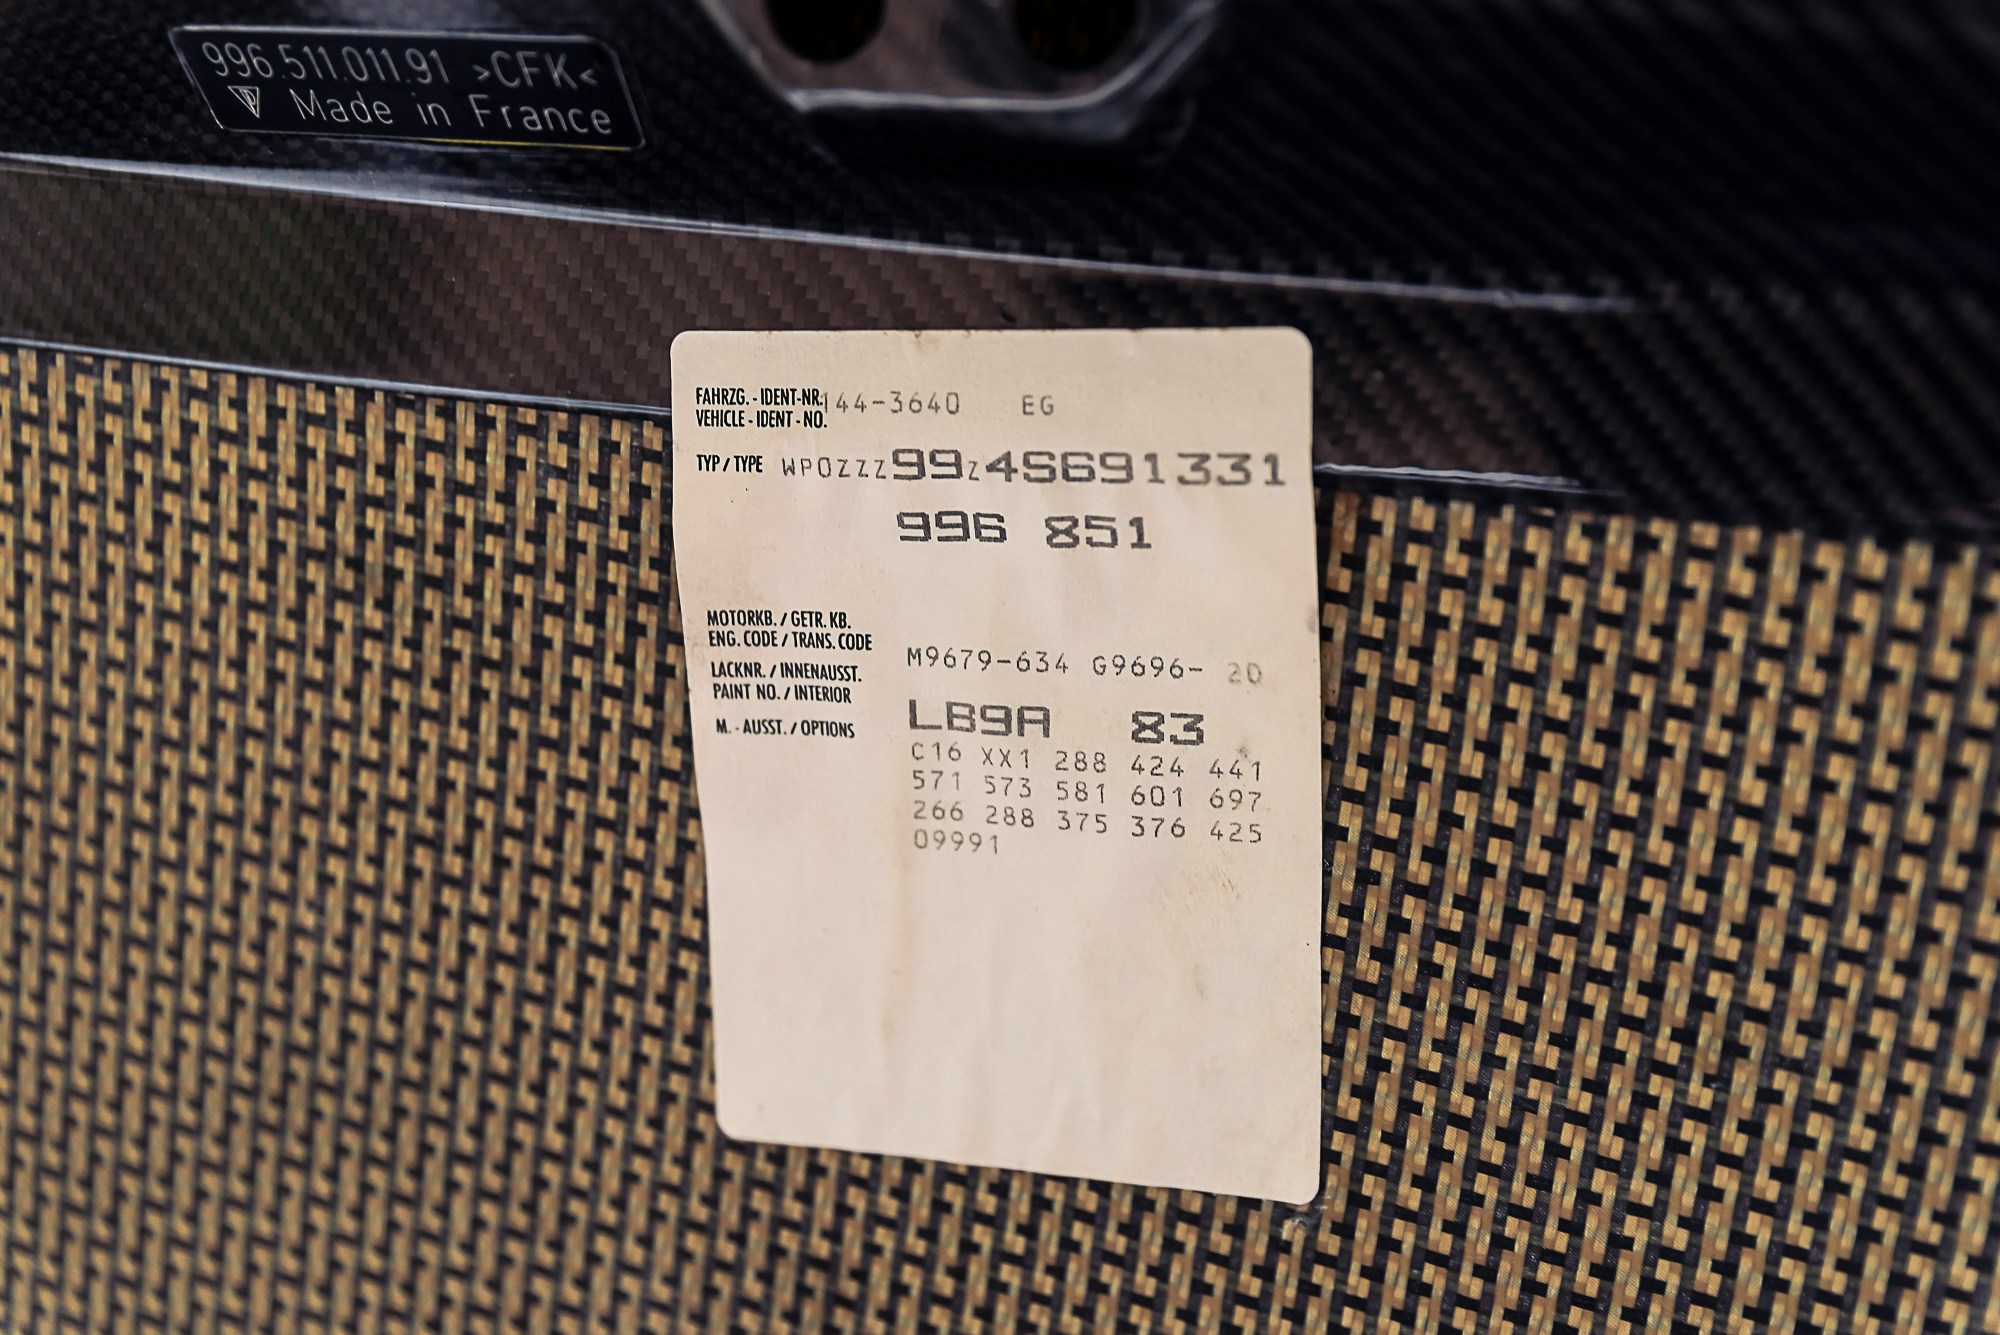 996.511.011.91 >CFK<
Made in France
FAHRZG. - IDENT-NR. 144-3640 EG
VEHICLE - IDENT - NO.
TYP / TYPE WP0ZZZ99Z4S691331
996 851
MOTORKB. / GETR. KB.
ENG. CODE / TRANS. CODE M9679-634 G9696- 20
LACKNR. / INNENAUSST.
PAINT NO. / INTERIOR LB9A 83
M. - AUSST. / OPTIONS
C16 XX1 288 424 441
571 573 581 601 697
266 288 375 376 425
09991